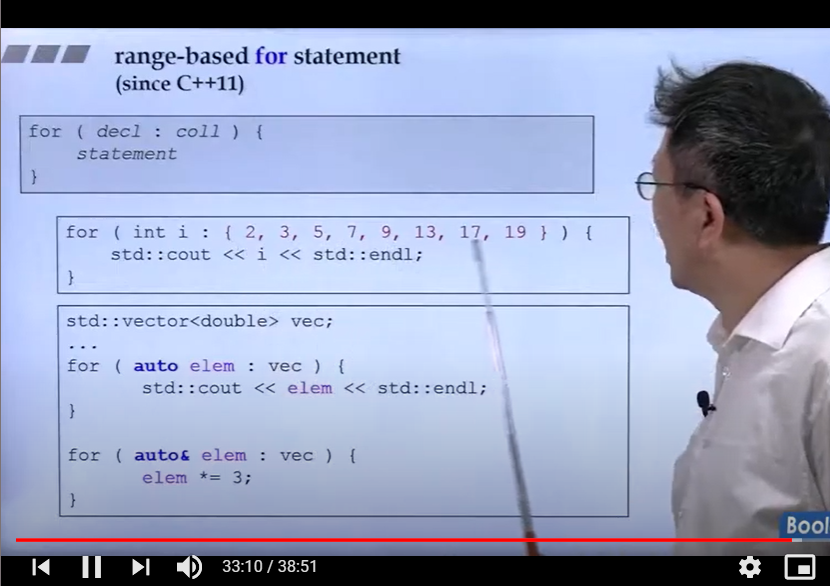 range-based for statement
(since C++11)
for ( decl : coll ) {
statement
}
for ( int i : { 2, 3, 5, 7, 9, 13, 17, 19 } ) {
std::cout << i << std::endl;
}
std::vector<double> vec;
...
for ( auto elem : vec ) {
std::cout << elem << std::endl;
}
for ( auto& elem : vec ) {
elem *= 3;
}
Bool
33:10 / 38:51